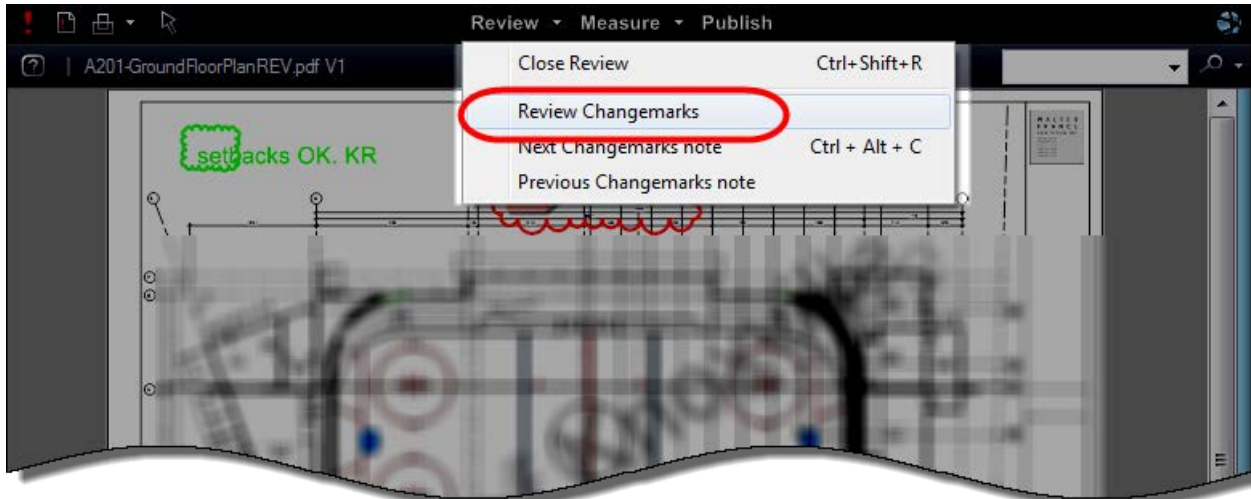 Review Measure Publish
A201-GroundFloorPlanREV.pdf V1
Close Review Ctrl+Shift+R
Review Changemarks
Next Changemarks note Ctrl + Alt + C
Previous Changemarks note
setbacks OK. KR